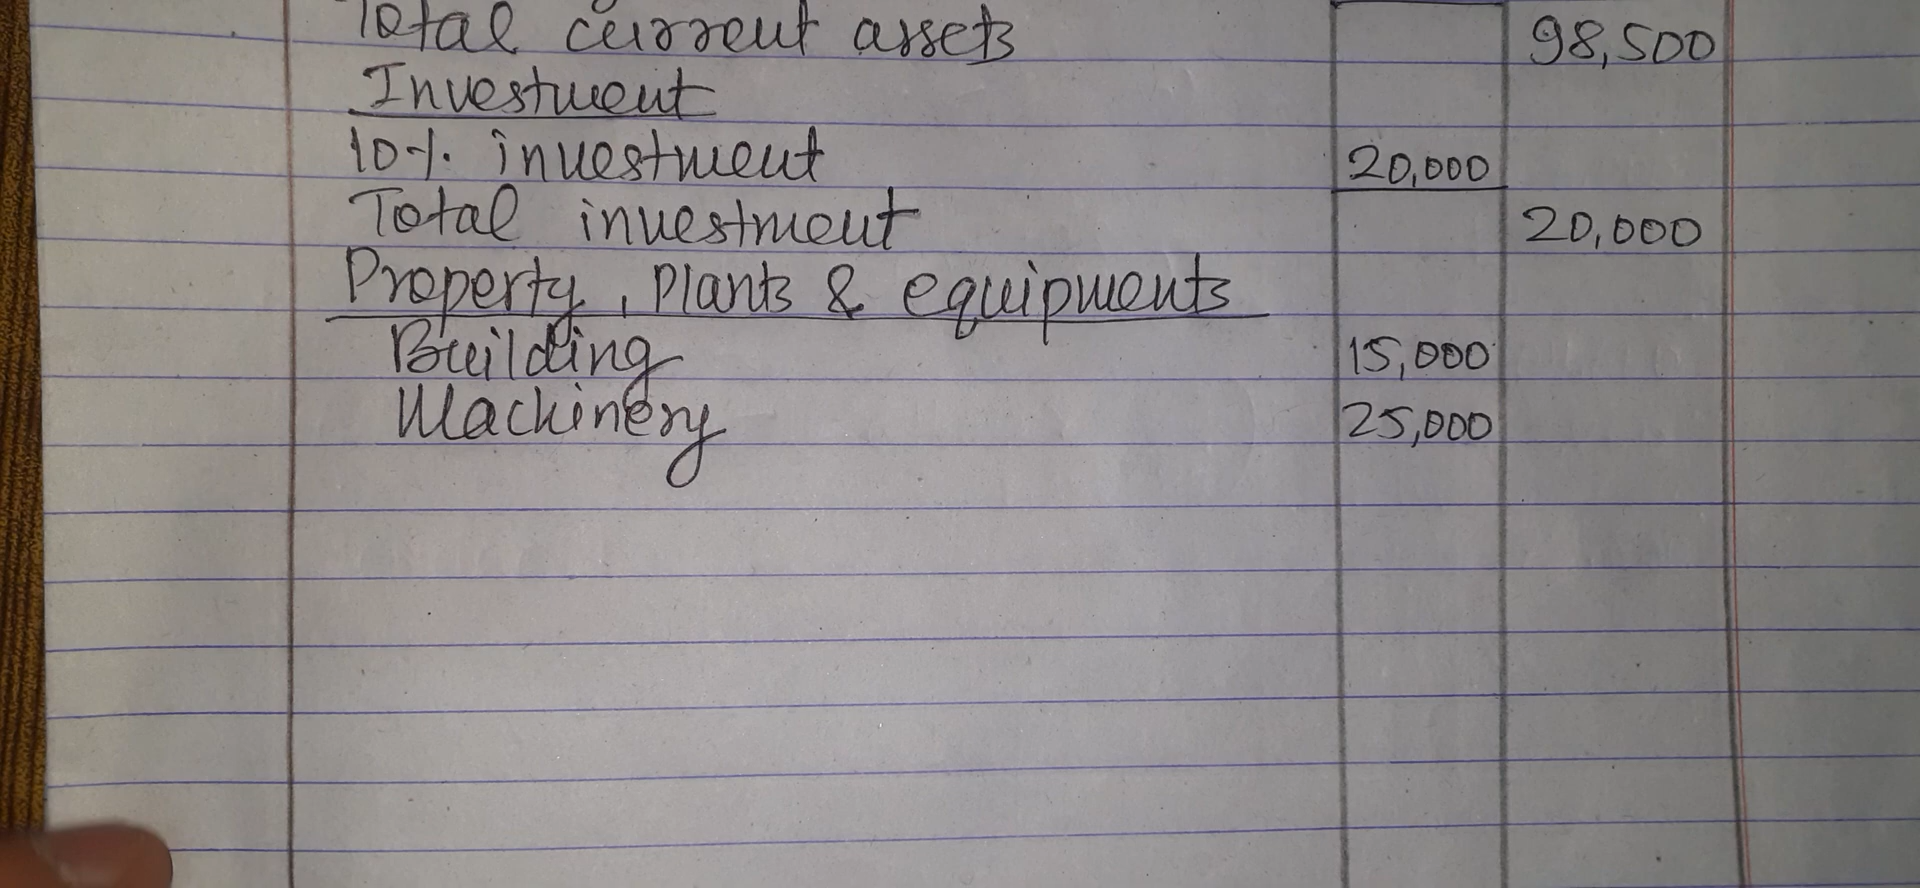 Total current assets 98,500
Investment
10% investment 20,000
Total investment 20,000
Property, Plants & equipments
Building 15,000
Machinery 25,000